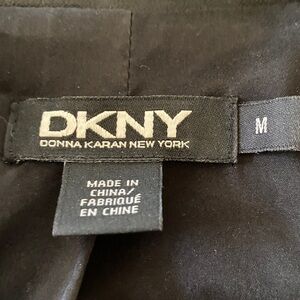 DKNY
DONNA KARAN NEW YORK
M
MADE IN
CHINA/
FABRIQUÉ
EN CHINE